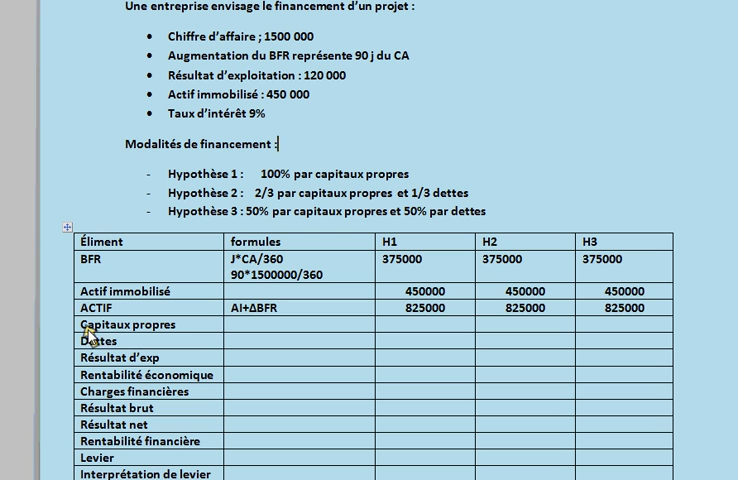 Une entreprise envisage le financement d'un projet :
• Chiffre d'affaire ; 1500 000
• Augmentation du BFR représente 90 j du CA
• Résultat d'exploitation : 120 000
• Actif immobilisé : 450 000
• Taux d'intérêt 9%
Modalités de financement :
- Hypothèse 1 : 100% par capitaux propres
- Hypothèse 2 : 2/3 par capitaux propres et 1/3 dettes
- Hypothèse 3 : 50% par capitaux propres et 50% par dettes
Éliment formules H1 H2 H3
BFR J*CA/360 375000 375000 375000
90*1500000/360
Actif immobilisé 450000 450000 450000
ACTIF AI+ΔBFR 825000 825000 825000
Capitaux propres
Dettes
Résultat d'exp
Rentabilité économique
Charges financières
Résultat brut
Résultat net
Rentabilité financière
Levier
Interprétation de levier